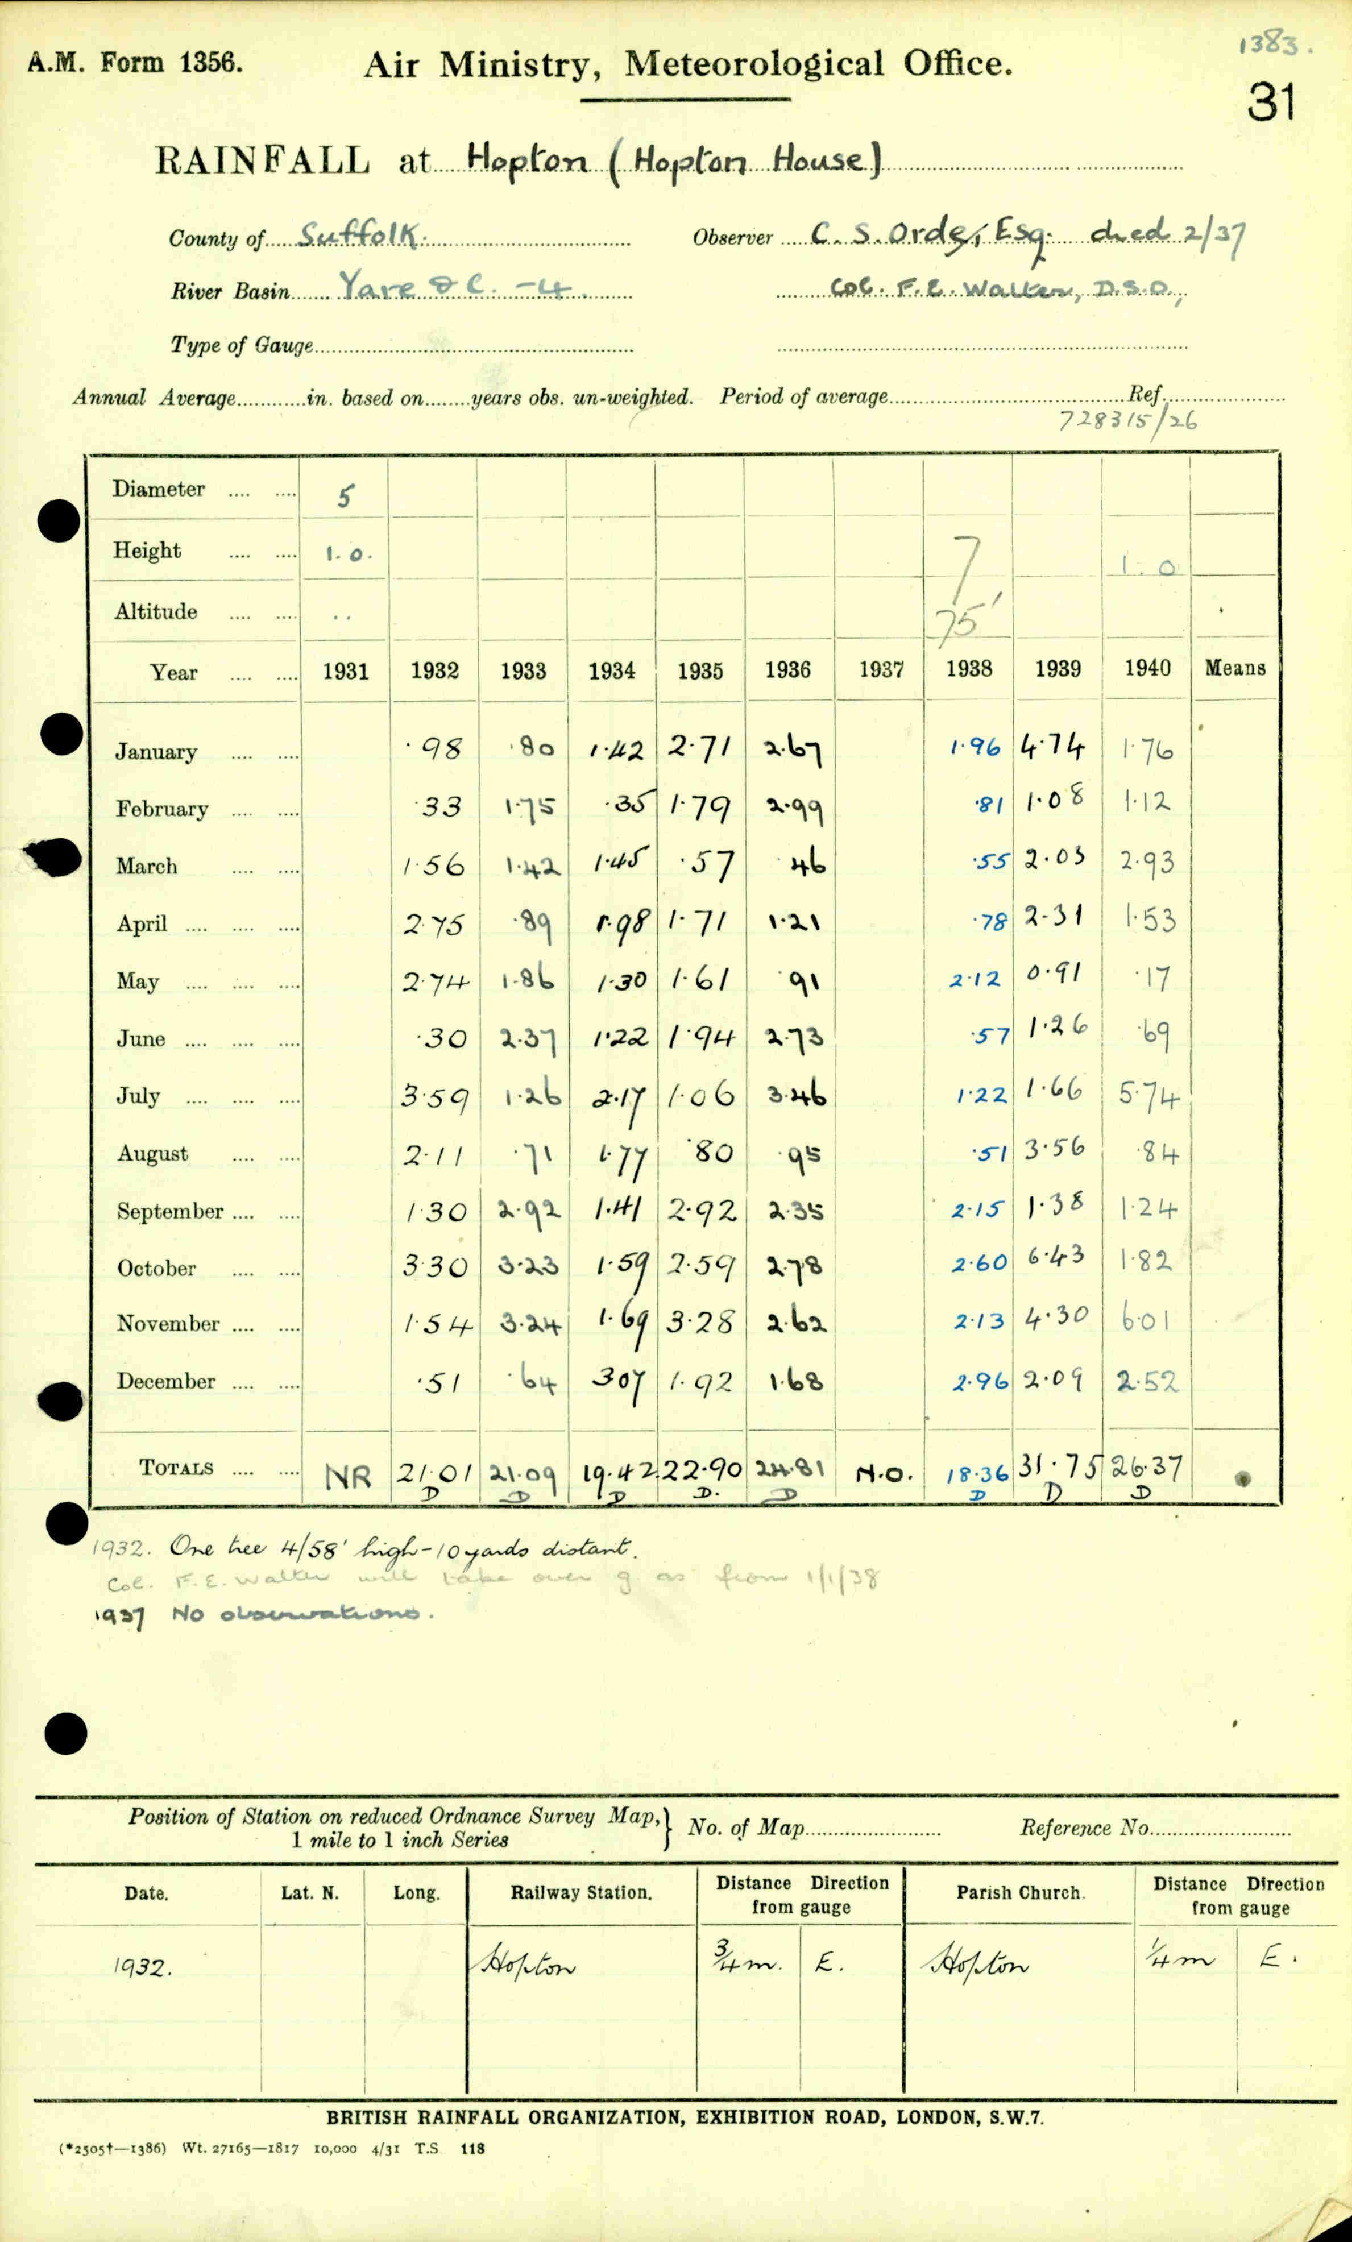 1383.
A.M. Form 1356. Air Ministry, Meteorological Office.
31
RAINFALL at Hopton (Hopton House)
County of Suffolk. Observer C. S. Orde, Esq. died 2/37
River Basin Yare &c. -4. Col. F. E. Walker, D.S.O,
Type of Gauge
Annual Average in. based on years obs. un-weighted. Period of average Ref.
728315/26
Diameter 5
Height 1.0. 7 1.0
Altitude .. 75'
Year 1931 1932 1933 1934 1935 1936 1937 1938 1939 1940 Means
January ·98 ·80 1·42 2·71 2·67 1·96 4·74 1·76
February ·33 1·75 ·35 1·79 2·99 ·81 1·08 1·12
March 1·56 1·42 1·45 ·57 46 ·55 2·03 2·93
April 2·75 ·89 1·98 1·71 1·21 ·78 2·31 1·53
May 2·74 1·86 1·30 1·61 ·91 2·12 0·91 ·17
June ·30 2·37 1·22 1·94 2·73 ·57 1·26 ·69
July 3·59 1·26 2·17 1·06 3·46 1·22 1·66 5·74
August 2·11 ·71 1·77 ·80 ·95 ·51 3·56 ·84
September 1·30 2·92 1·41 2·92 2·35 2·15 1·38 1·24
October 3·30 3·23 1·59 2·59 2·78 2·60 6·43 1·82
November 1·54 3·24 1·69 3·28 2·62 2·13 4·30 6·01
December ·51 ·64 3·07 1·92 1·68 2·96 2·09 2·52
TOTALS NR 21·01 21·09 19·42 22·90 24·81 N.O. 18·36 31·75 26·37
D D D D. D D D D
1932. One tree 4/58' high - 10 yards distant.
Col. F. E. Walker will take over g as from 1/1/38
1937 No observations.
Position of Station on reduced Ordnance Survey Map,} No. of Map Reference No.
1 mile to 1 inch Series
Date. Lat. N. Long. Railway Station. Distance Direction from gauge Parish Church. Distance Direction from gauge
1932. Hopton 3/4 m. E. Hopton 1/4 m E.
BRITISH RAINFALL ORGANIZATION, EXHIBITION ROAD, LONDON, S.W.7.
(*2505†—1386) Wt. 27165—1817 10,000 4/31 T.S 118